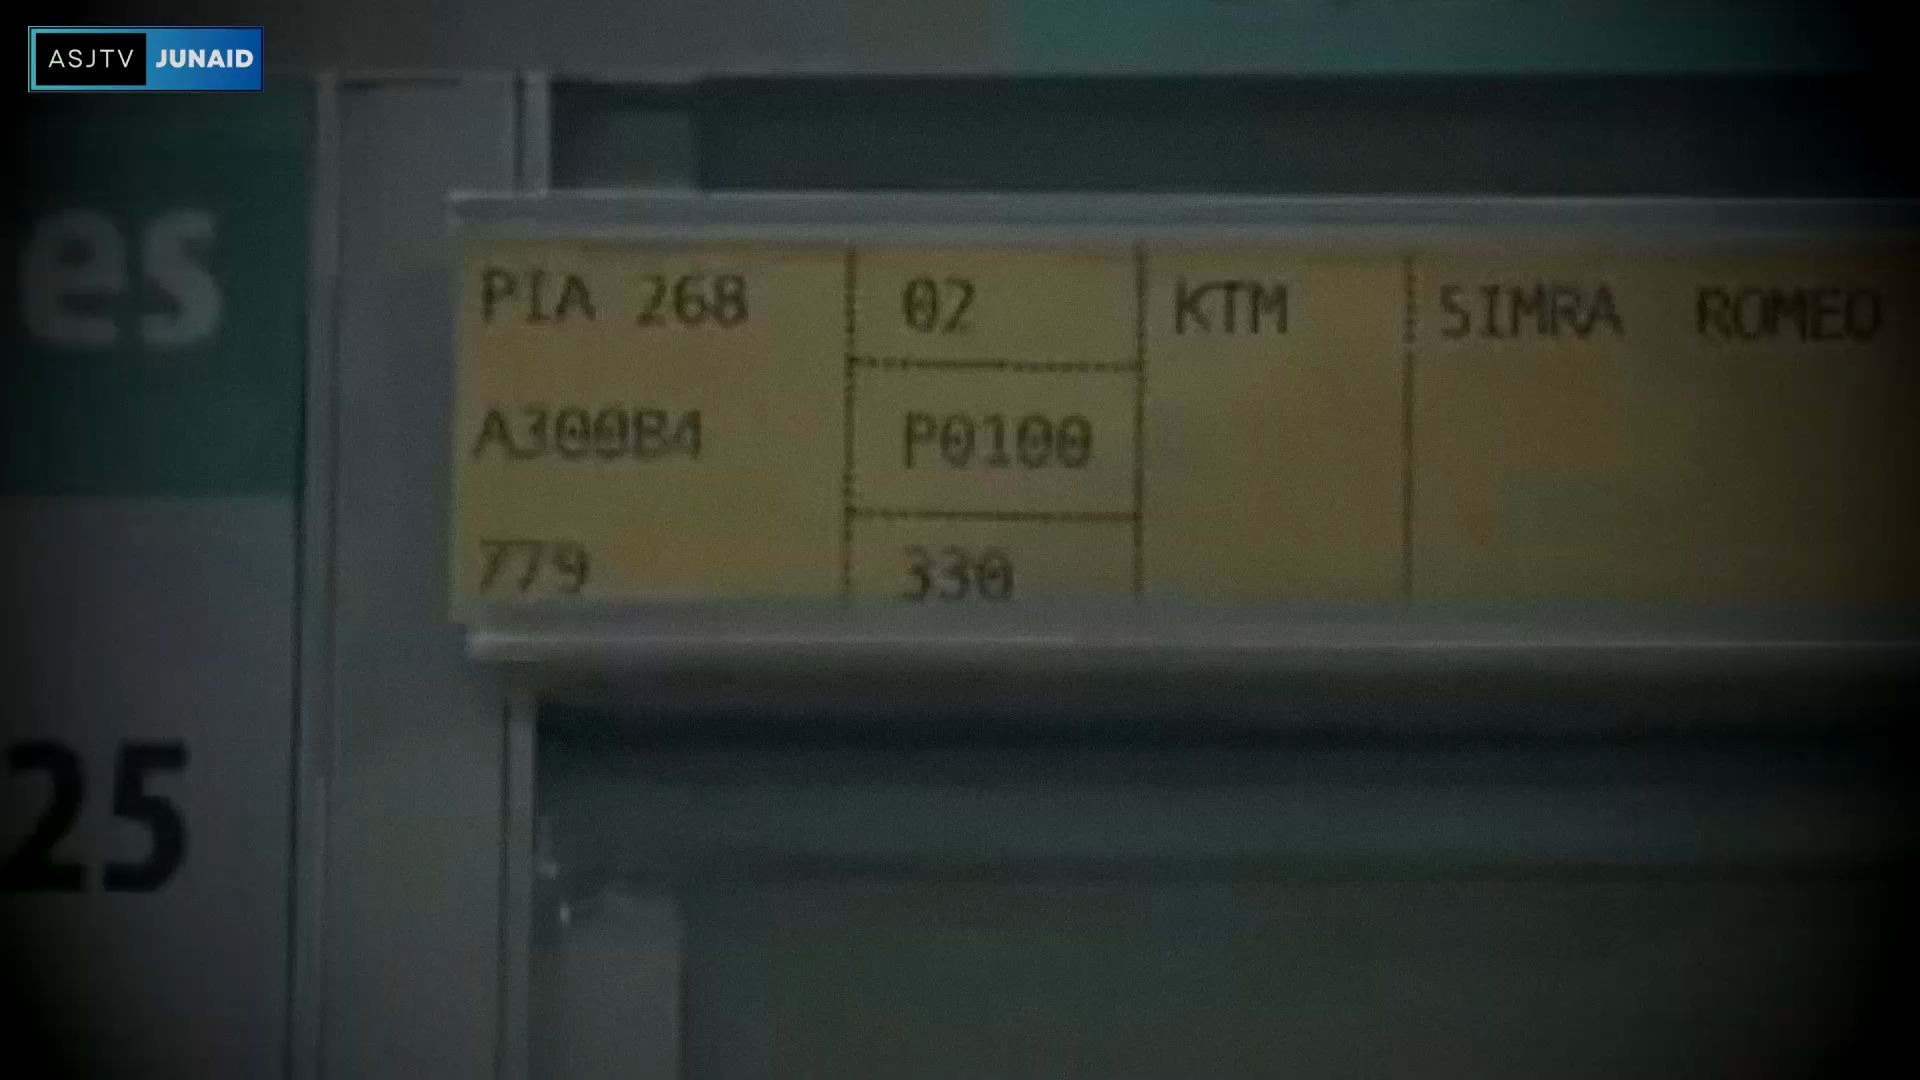 ASJTV JUNAID
es
PIA 268 02 KTM SIMRA ROMEO
A300B4 P0100
779 330
25